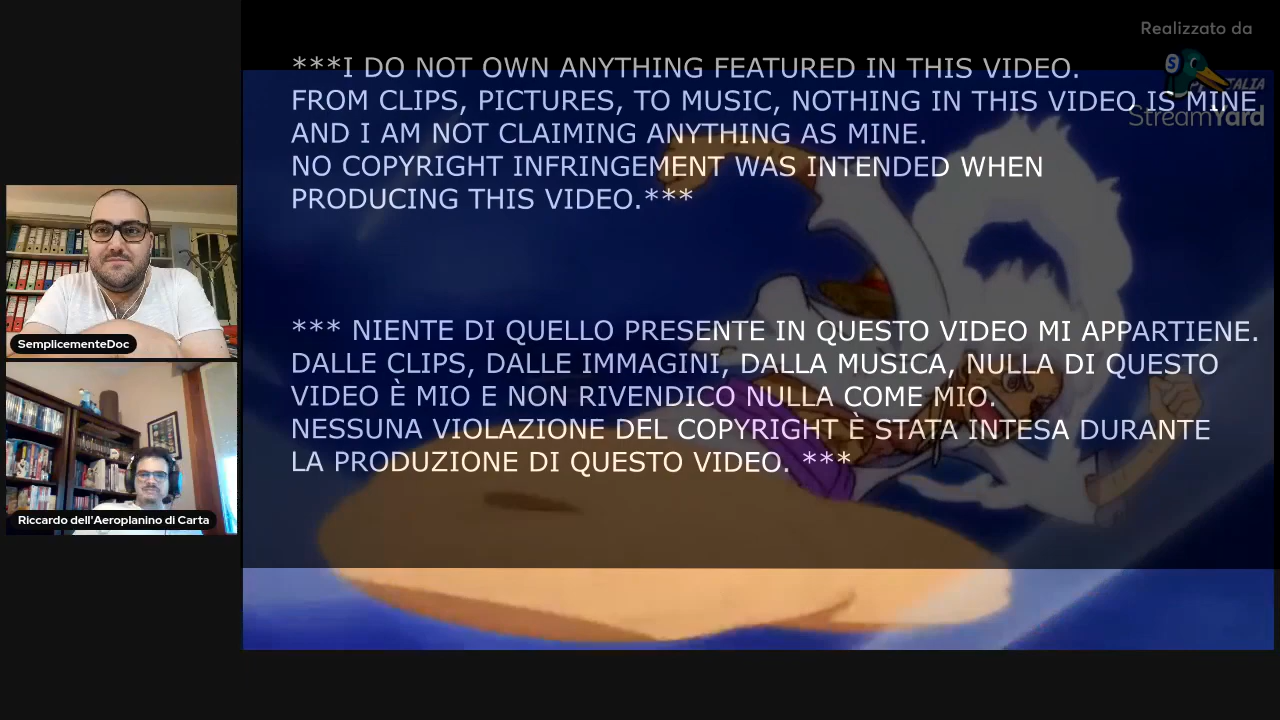 Realizzato da
S
ITALIA
StreamYard
***I DO NOT OWN ANYTHING FEATURED IN THIS VIDEO.
FROM CLIPS, PICTURES, TO MUSIC, NOTHING IN THIS VIDEO IS MINE
AND I AM NOT CLAIMING ANYTHING AS MINE.
NO COPYRIGHT INFRINGEMENT WAS INTENDED WHEN
PRODUCING THIS VIDEO.***
*** NIENTE DI QUELLO PRESENTE IN QUESTO VIDEO MI APPARTIENE.
DALLE CLIPS, DALLE IMMAGINI, DALLA MUSICA, NULLA DI QUESTO
VIDEO È MIO E NON RIVENDICO NULLA COME MIO.
NESSUNA VIOLAZIONE DEL COPYRIGHT È STATA INTESA DURANTE
LA PRODUZIONE DI QUESTO VIDEO. ***
SemplicementeDoc
Riccardo dell'Aeroplanino di Carta